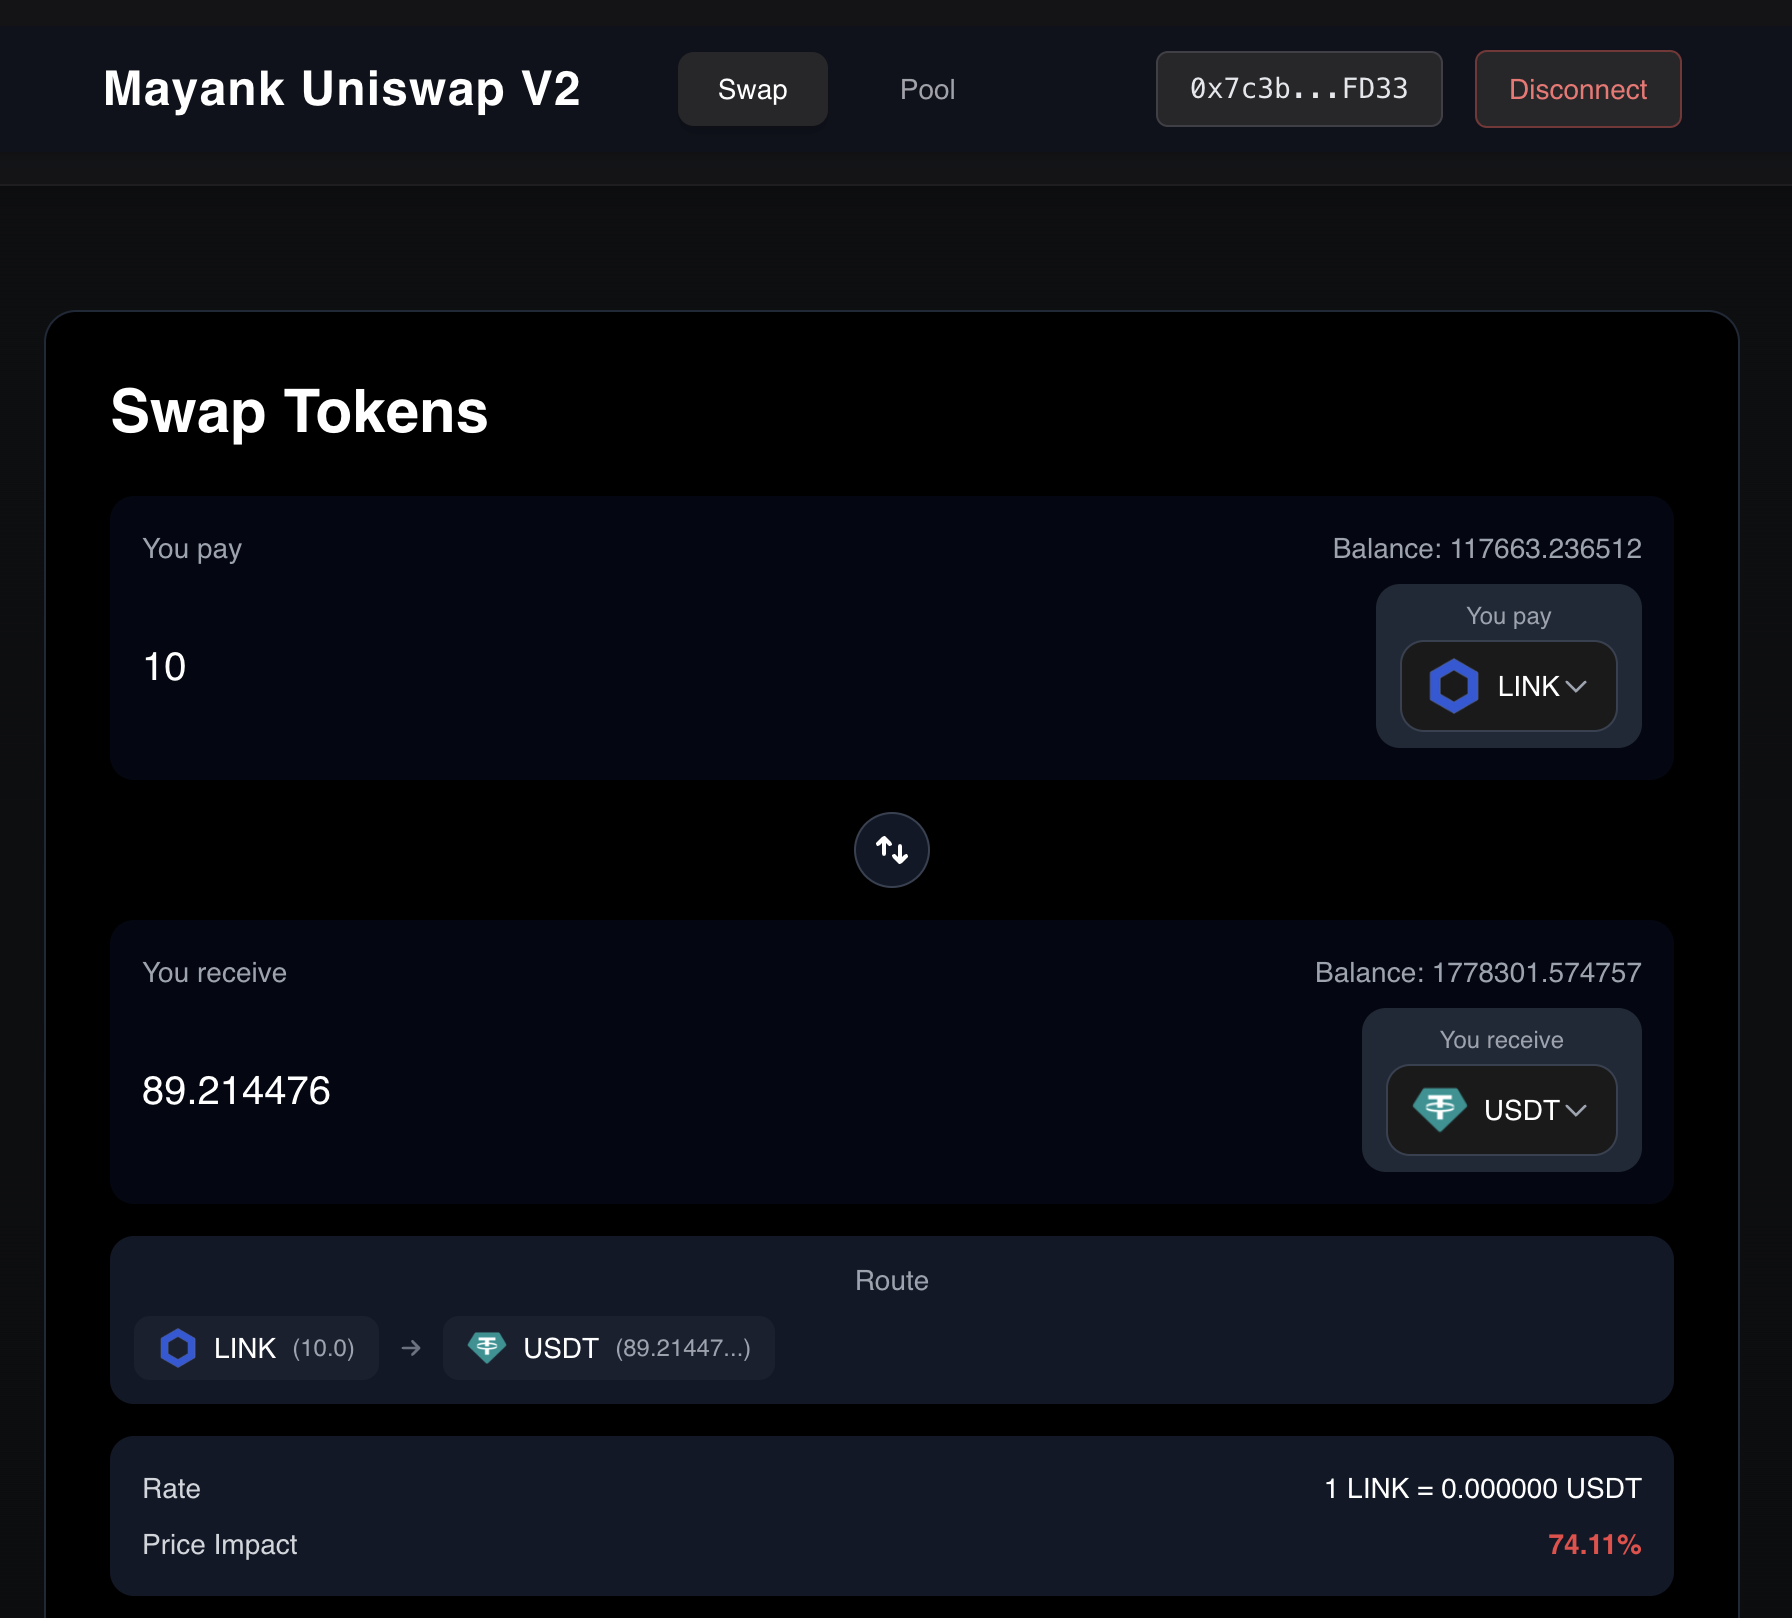 Mayank Uniswap V2
Swap
Pool
0x7c3b...FD33
Disconnect
Swap Tokens
You pay
Balance: 117663.236512
You pay
10
LINK
You receive
Balance: 1778301.574757
You receive
89.214476
USDT
Route
LINK (10.0) → USDT (89.21447...)
Rate
1 LINK = 0.000000 USDT
Price Impact
74.11%